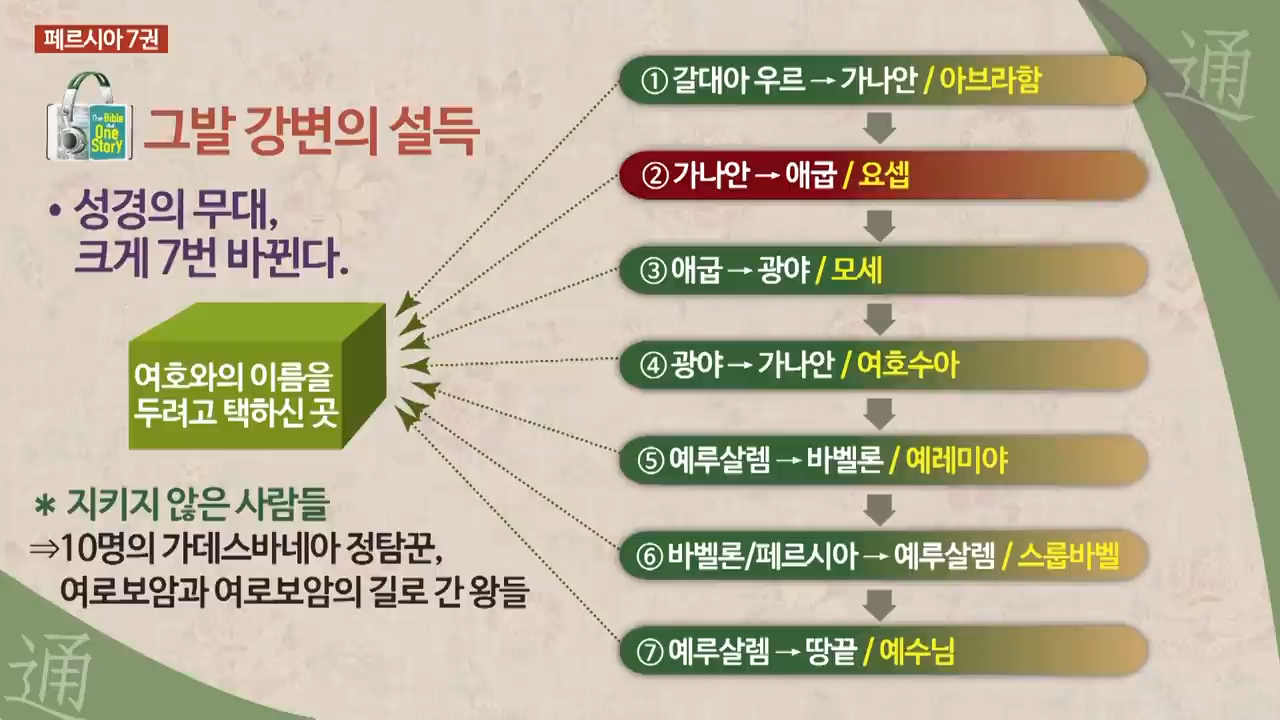 페르시아 7권
The Bible
One
Story
그발 강변의 설득
• 성경의 무대,
크게 7번 바뀐다.
여호와의 이름을
두려고 택하신 곳
* 지키지 않은 사람들
⇒10명의 가데스바네아 정탐꾼,
여로보암과 여로보암의 길로 간 왕들
① 갈대아 우르 → 가나안 / 아브라함
② 가나안 → 애굽 / 요셉
③ 애굽 → 광야 / 모세
④ 광야 → 가나안 / 여호수아
⑤ 예루살렘 → 바벨론 / 예레미야
⑥ 바벨론/페르시아 → 예루살렘 / 스룹바벨
⑦ 예루살렘 → 땅끝 / 예수님
通
通